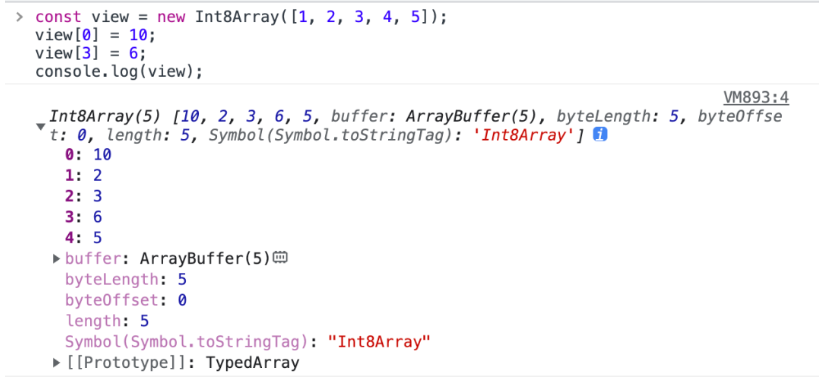 > const view = new Int8Array([1, 2, 3, 4, 5]);
view[0] = 10;
view[3] = 6;
console.log(view);
VM893:4
Int8Array(5) [10, 2, 3, 6, 5, buffer: ArrayBuffer(5), byteLength: 5, byteOffse
t: 0, length: 5, Symbol(Symbol.toStringTag): 'Int8Array'] i
0: 10
1: 2
2: 3
3: 6
4: 5
buffer: ArrayBuffer(5)
byteLength: 5
byteOffset: 0
length: 5
Symbol(Symbol.toStringTag): "Int8Array"
[[Prototype]]: TypedArray